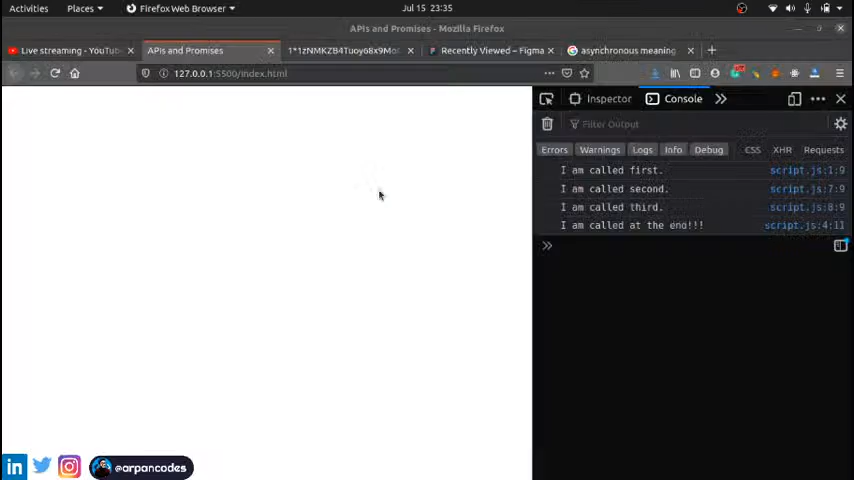 Activities Places Firefox Web Browser Jul 15 23:35
APIs and Promises - Mozilla Firefox
Live streaming - YouTub APIs and Promises Recently Viewed – Figma asynchronous meaning
127.0.0.1:5500/index.html
Inspector Console
Filter Output
Errors Warnings Logs Info Debug CSS XHR Requests
I am called first. script.js:1:9
I am called second. script.js:7:9
I am called third. script.js:8:9
I am called at the end!!! script.js:4:11
in @arpancodes